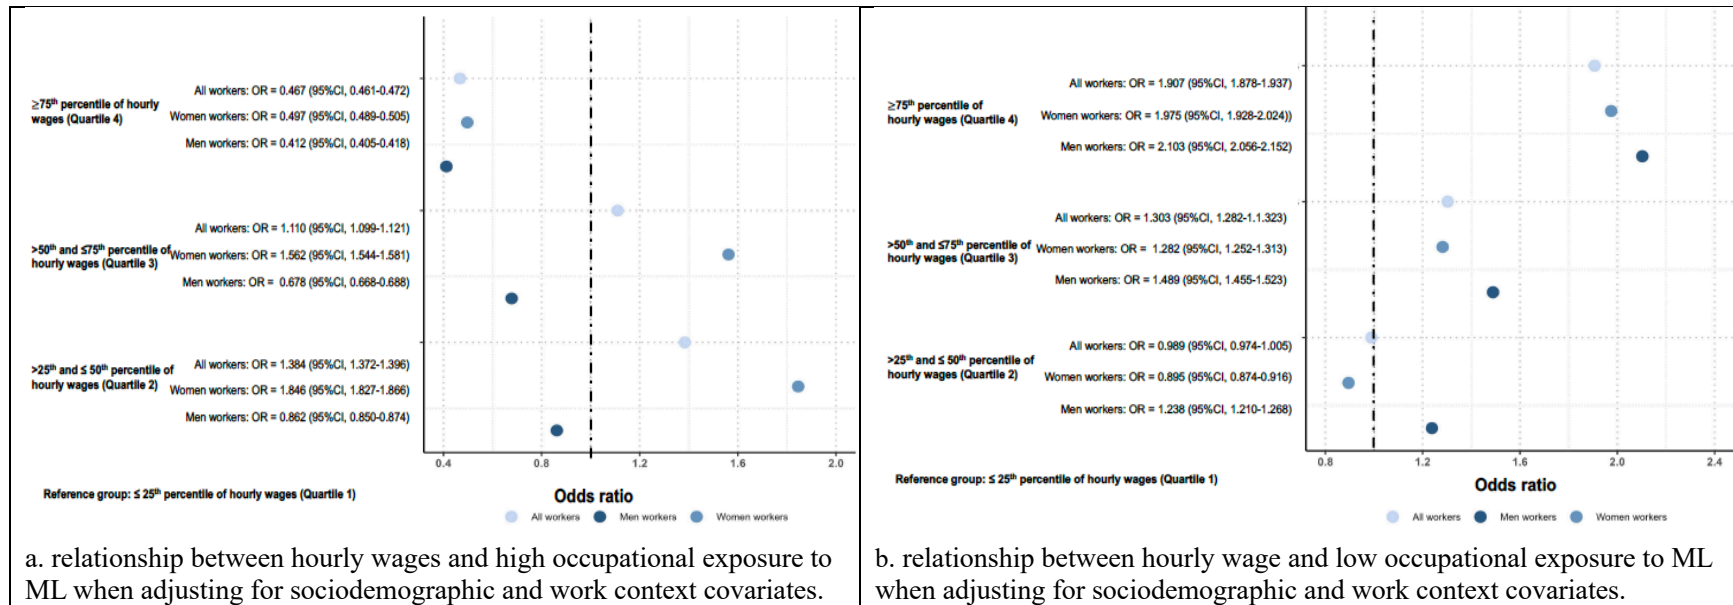 ≥75th percentile of hourly
wages (Quartile 4)
All workers: OR = 0.467 (95%CI, 0.461-0.472)
Women workers: OR = 0.497 (95%CI, 0.489-0.505)
Men workers: OR = 0.412 (95%CI, 0.405-0.418)
>50th and ≤75th percentile of
hourly wages (Quartile 3)
All workers: OR = 1.110 (95%CI, 1.099-1.121)
Women workers: OR = 1.562 (95%CI, 1.544-1.581)
Men workers: OR = 0.678 (95%CI, 0.668-0.688)
>25th and ≤ 50th percentile of
hourly wages (Quartile 2)
All workers: OR = 1.384 (95%CI, 1.372-1.396)
Women workers: OR = 1.846 (95%CI, 1.827-1.866)
Men workers: OR = 0.862 (95%CI, 0.850-0.874)
0.4 0.8 1.2 1.6 2.0
Reference group: ≤ 25th percentile of hourly wages (Quartile 1)
Odds ratio
All workers Men workers Women workers
a. relationship between hourly wages and high occupational exposure to
ML when adjusting for sociodemographic and work context covariates.
≥75th percentile of
hourly wages (Quartile 4)
All workers: OR = 1.907 (95%CI, 1.878-1.937)
Women workers: OR = 1.975 (95%CI, 1.928-2.024))
Men workers: OR = 2.103 (95%CI, 2.056-2.152)
>50th and ≤75th percentile of
hourly wages (Quartile 3)
All workers: OR = 1.303 (95%CI, 1.282-1.1.323)
Women workers: OR = 1.282 (95%CI, 1.252-1.313)
Men workers: OR = 1.489 (95%CI, 1.455-1.523)
>25th and ≤ 50th percentile of
hourly wages (Quartile 2)
All workers: OR = 0.989 (95%CI, 0.974-1.005)
Women workers: OR = 0.895 (95%CI, 0.874-0.916)
Men workers: OR = 1.238 (95%CI, 1.210-1.268)
0.8 1.2 1.6 2.0 2.4
Reference group: ≤ 25th percentile of hourly wages (Quartile 1)
Odds ratio
All workers Men workers Women workers
b. relationship between hourly wage and low occupational exposure to ML
when adjusting for sociodemographic and work context covariates.